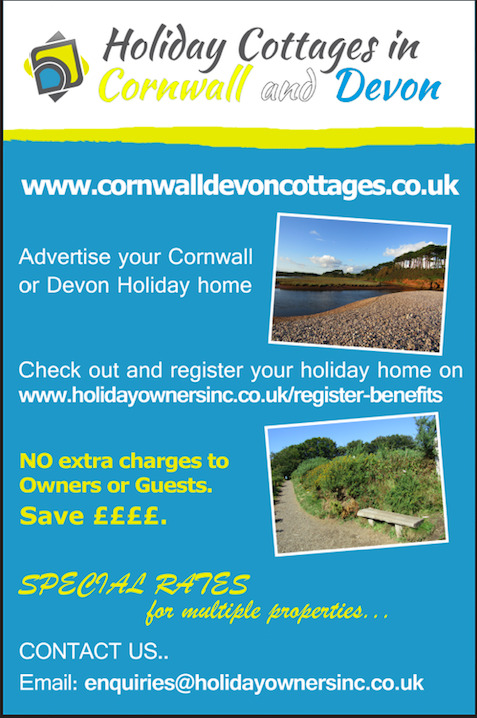 Holiday Cottages in
Cornwall and Devon
www.cornwalldevoncottages.co.uk
Advertise your Cornwall
or Devon Holiday home
Check out and register your holiday home on
www.holidayownersinc.co.uk/register-benefits
NO extra charges to
Owners or Guests.
Save ££££.
SPECIAL RATES
for multiple properties...
CONTACT US..
Email: enquiries@holidayownersinc.co.uk